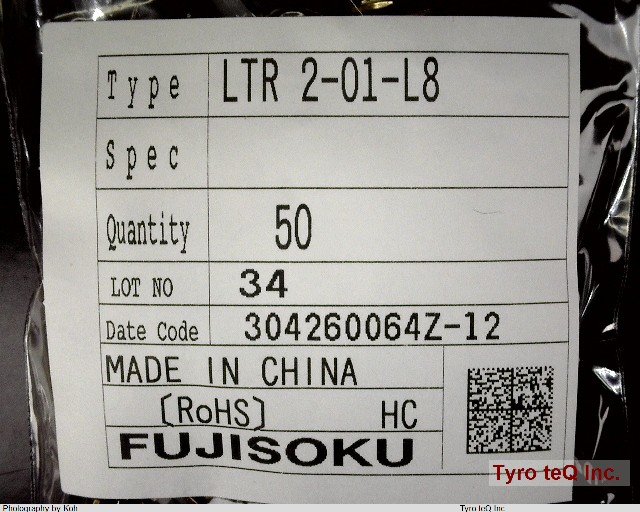 Type LTR 2-01-L8
Spec
Quantity 50
LOT NO 34
Date Code 304260064Z-12
MADE IN CHINA
[RoHS] HC
FUJISOKU
Tyro teQ Inc.
Photography by Koh Tyro teQ Inc